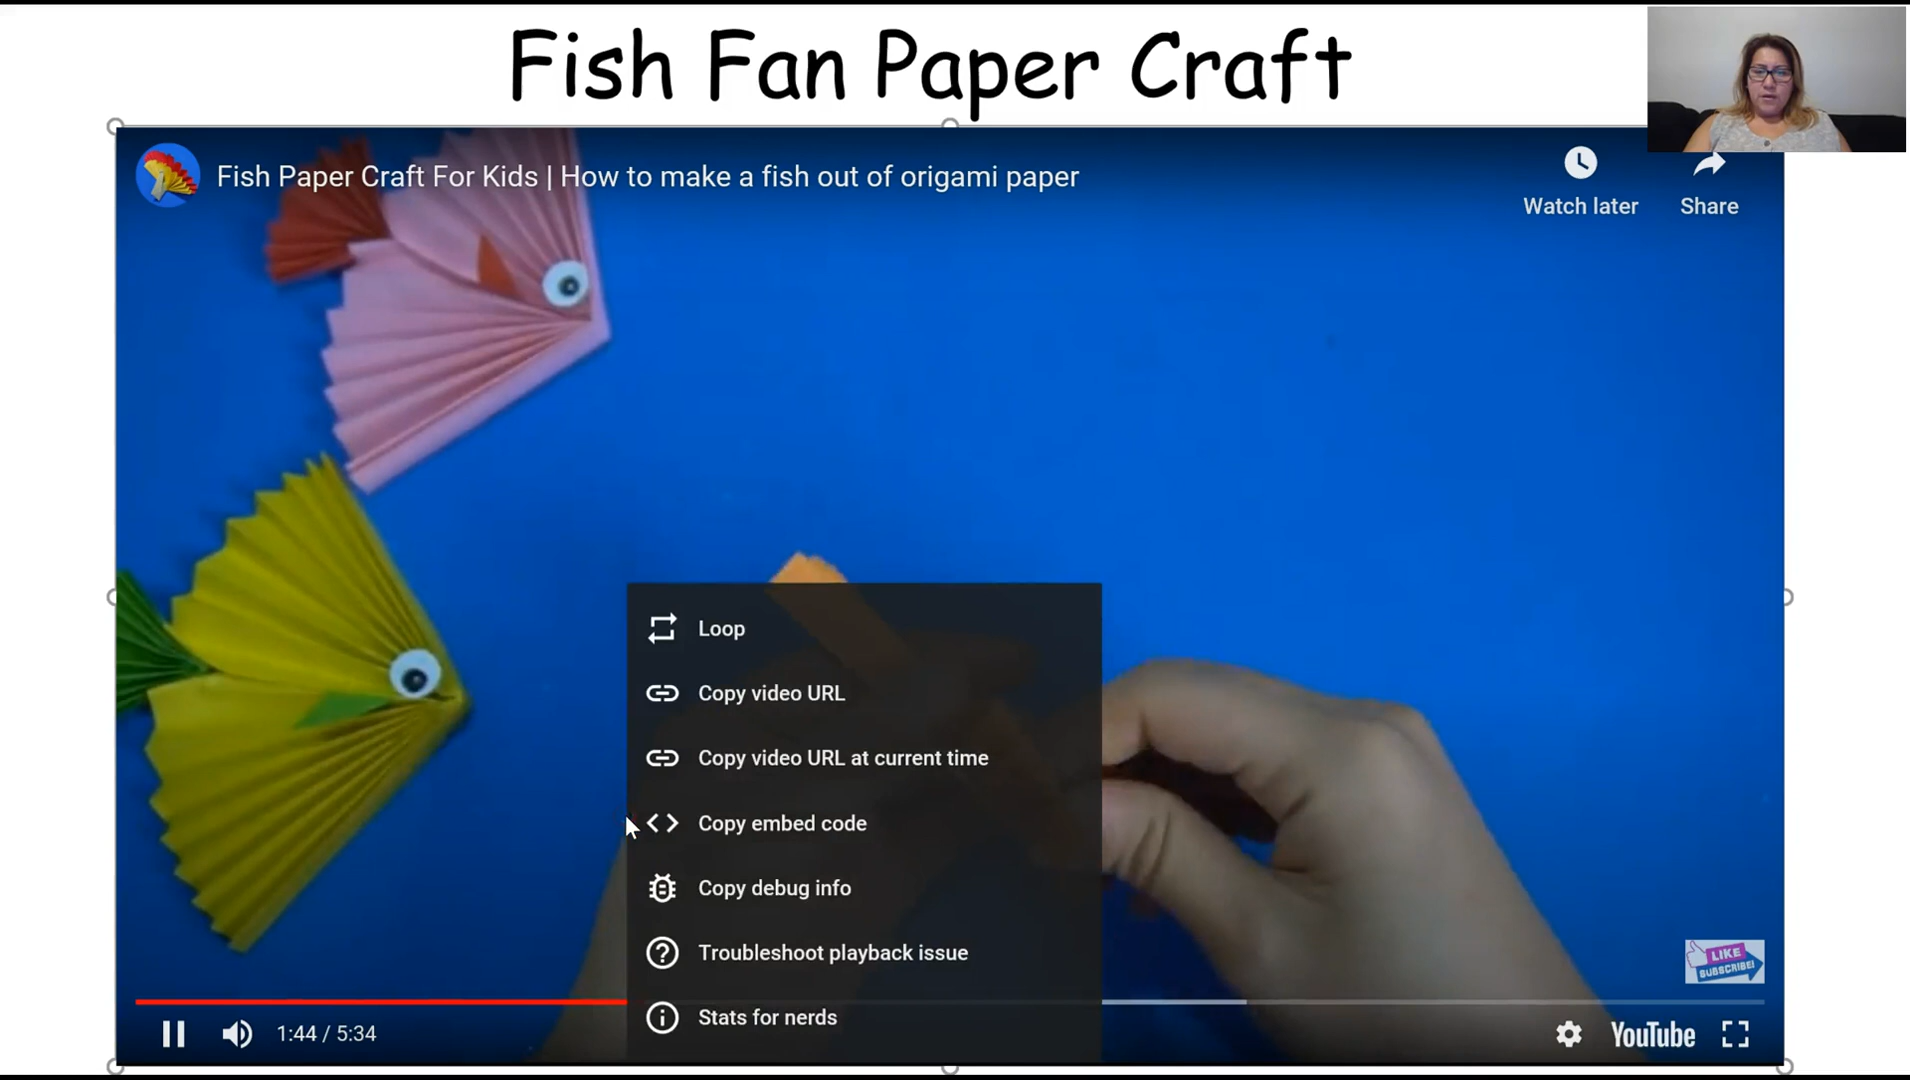 Fish Fan Paper Craft
Fish Paper Craft For Kids | How to make a fish out of origami paper
Watch later
Share
Loop
Copy video URL
Copy video URL at current time
Copy embed code
Copy debug info
Troubleshoot playback issue
Stats for nerds
LIKE
SUBSCRIBE!
1:44 / 5:34
YouTube